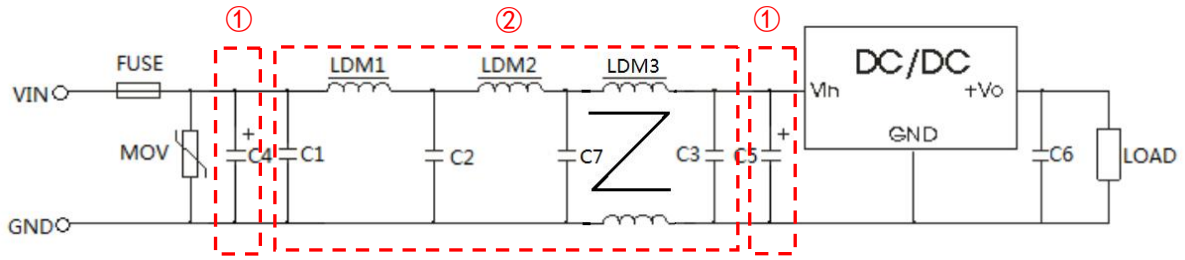 ① ② ①
FUSE LDM1 LDM2 LDM3 DC/DC
VIN Vin +Vo
MOV + C4 C1 C2 C7 C3 C5 + GND C6 LOAD
GND